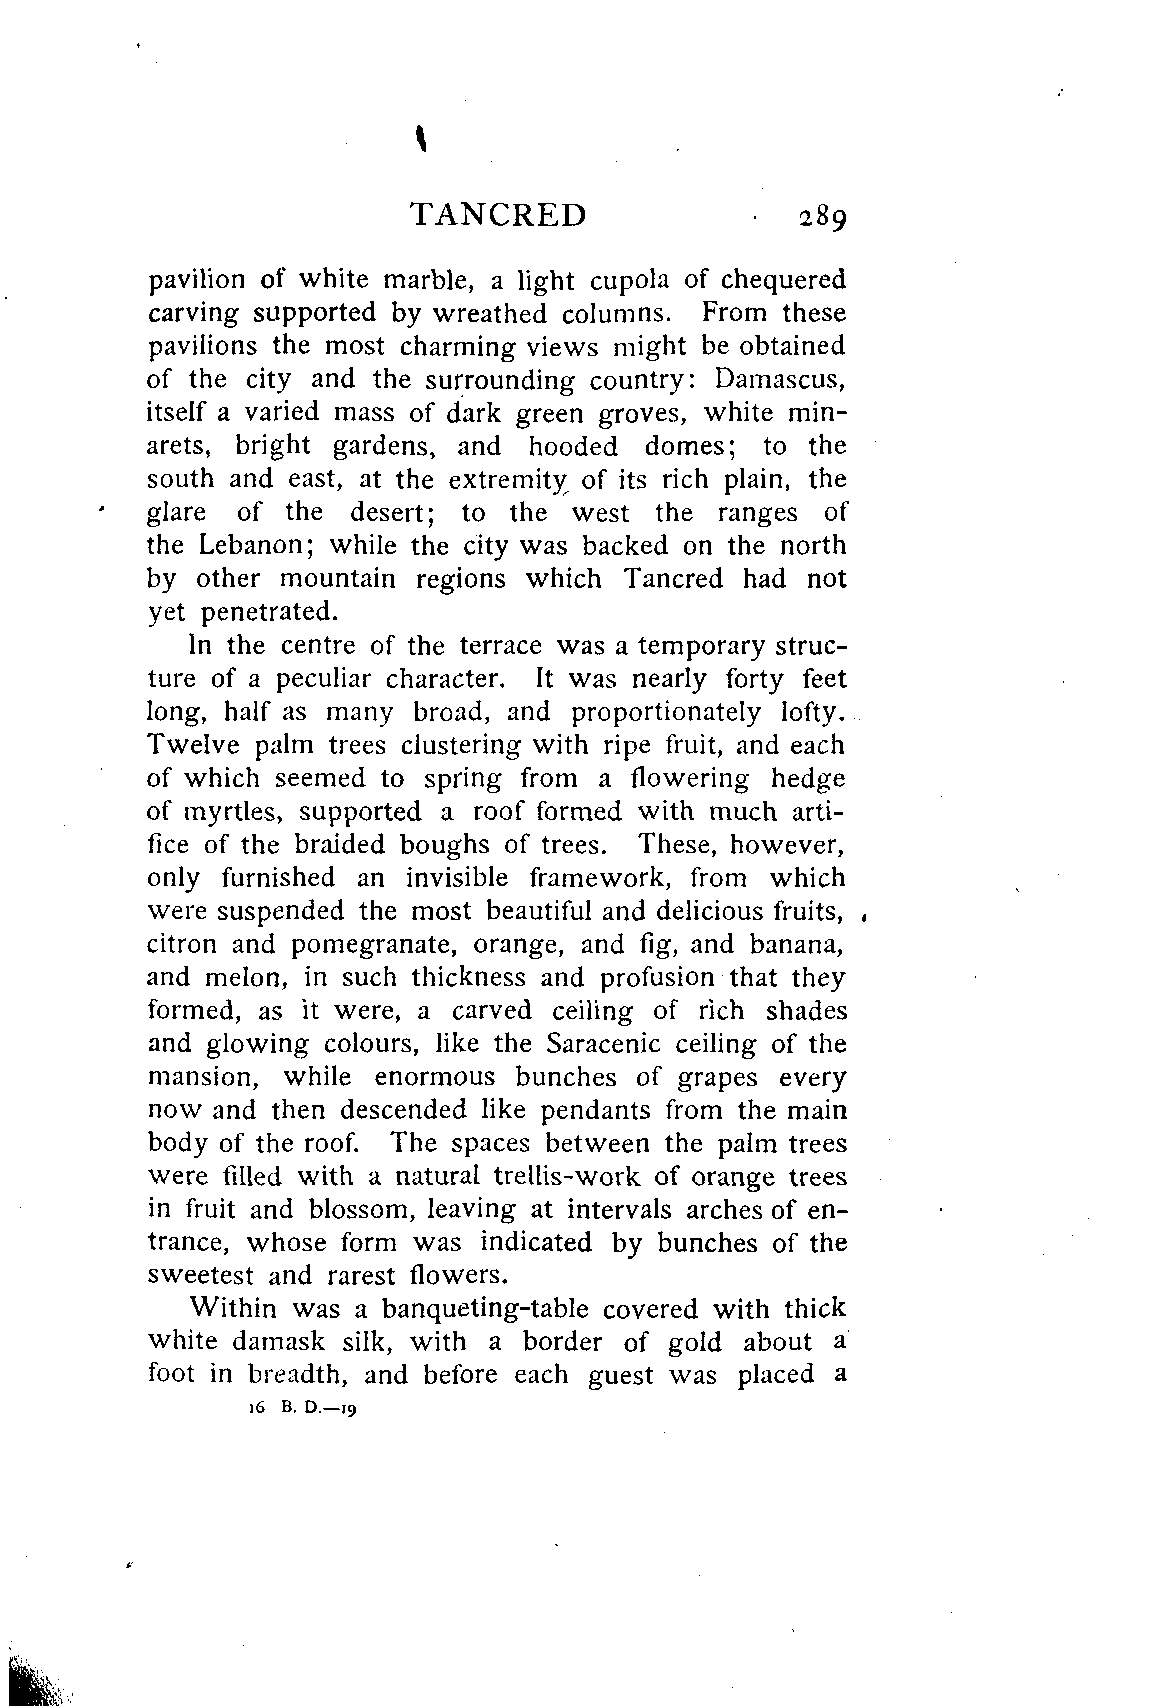 TANCRED 289
pavilion of white marble, a light cupola of chequered
carving supported by wreathed columns. From these
pavilions the most charming views might be obtained
of the city and the surrounding country: Damascus,
itself a varied mass of dark green groves, white min-
arets, bright gardens, and hooded domes; to the
south and east, at the extremity of its rich plain, the
glare of the desert; to the west the ranges of
the Lebanon; while the city was backed on the north
by other mountain regions which Tancred had not
yet penetrated.
In the centre of the terrace was a temporary struc-
ture of a peculiar character. It was nearly forty feet
long, half as many broad, and proportionately lofty.
Twelve palm trees clustering with ripe fruit, and each
of which seemed to spring from a flowering hedge
of myrtles, supported a roof formed with much arti-
fice of the braided boughs of trees. These, however,
only furnished an invisible framework, from which
were suspended the most beautiful and delicious fruits,
citron and pomegranate, orange, and fig, and banana,
and melon, in such thickness and profusion that they
formed, as it were, a carved ceiling of rich shades
and glowing colours, like the Saracenic ceiling of the
mansion, while enormous bunches of grapes every
now and then descended like pendants from the main
body of the roof. The spaces between the palm trees
were filled with a natural trellis-work of orange trees
in fruit and blossom, leaving at intervals arches of en-
trance, whose form was indicated by bunches of the
sweetest and rarest flowers.
Within was a banqueting-table covered with thick
white damask silk, with a border of gold about a
foot in breadth, and before each guest was placed a
16 B. D.—19